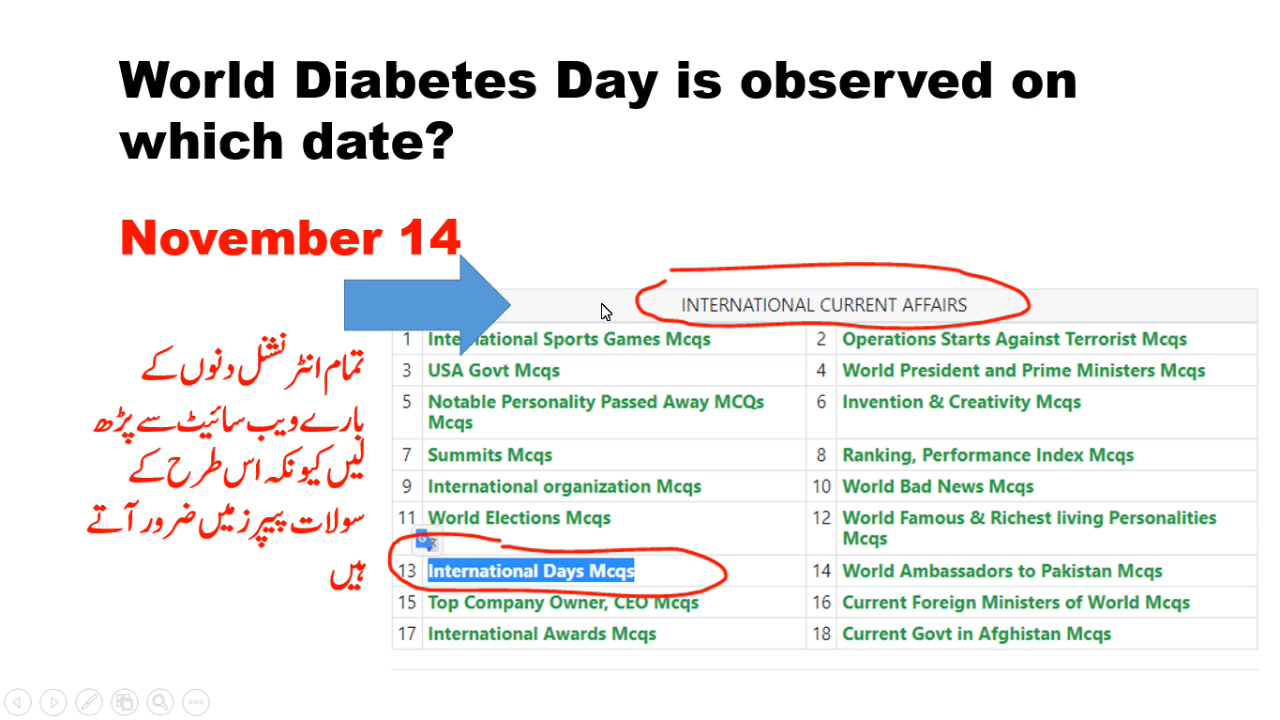 World Diabetes Day is observed on
which date?
November 14
تمام انٹرنشنل دنوں کے
بارے ویب سائیٹ سے پڑھ
لیں کیونکہ اس طرح کے
سولات پیپرز میں ضرور آتے
ہیں
INTERNATIONAL CURRENT AFFAIRS
1 International Sports Games Mcqs 2 Operations Starts Against Terrorist Mcqs
3 USA Govt Mcqs 4 World President and Prime Ministers Mcqs
5 Notable Personality Passed Away MCQs 6 Invention & Creativity Mcqs
Mcqs
7 Summits Mcqs 8 Ranking, Performance Index Mcqs
9 International organization Mcqs 10 World Bad News Mcqs
11 World Elections Mcqs 12 World Famous & Richest living Personalities
Mcqs
13 International Days Mcqs 14 World Ambassadors to Pakistan Mcqs
15 Top Company Owner, CEO Mcqs 16 Current Foreign Ministers of World Mcqs
17 International Awards Mcqs 18 Current Govt in Afghistan Mcqs